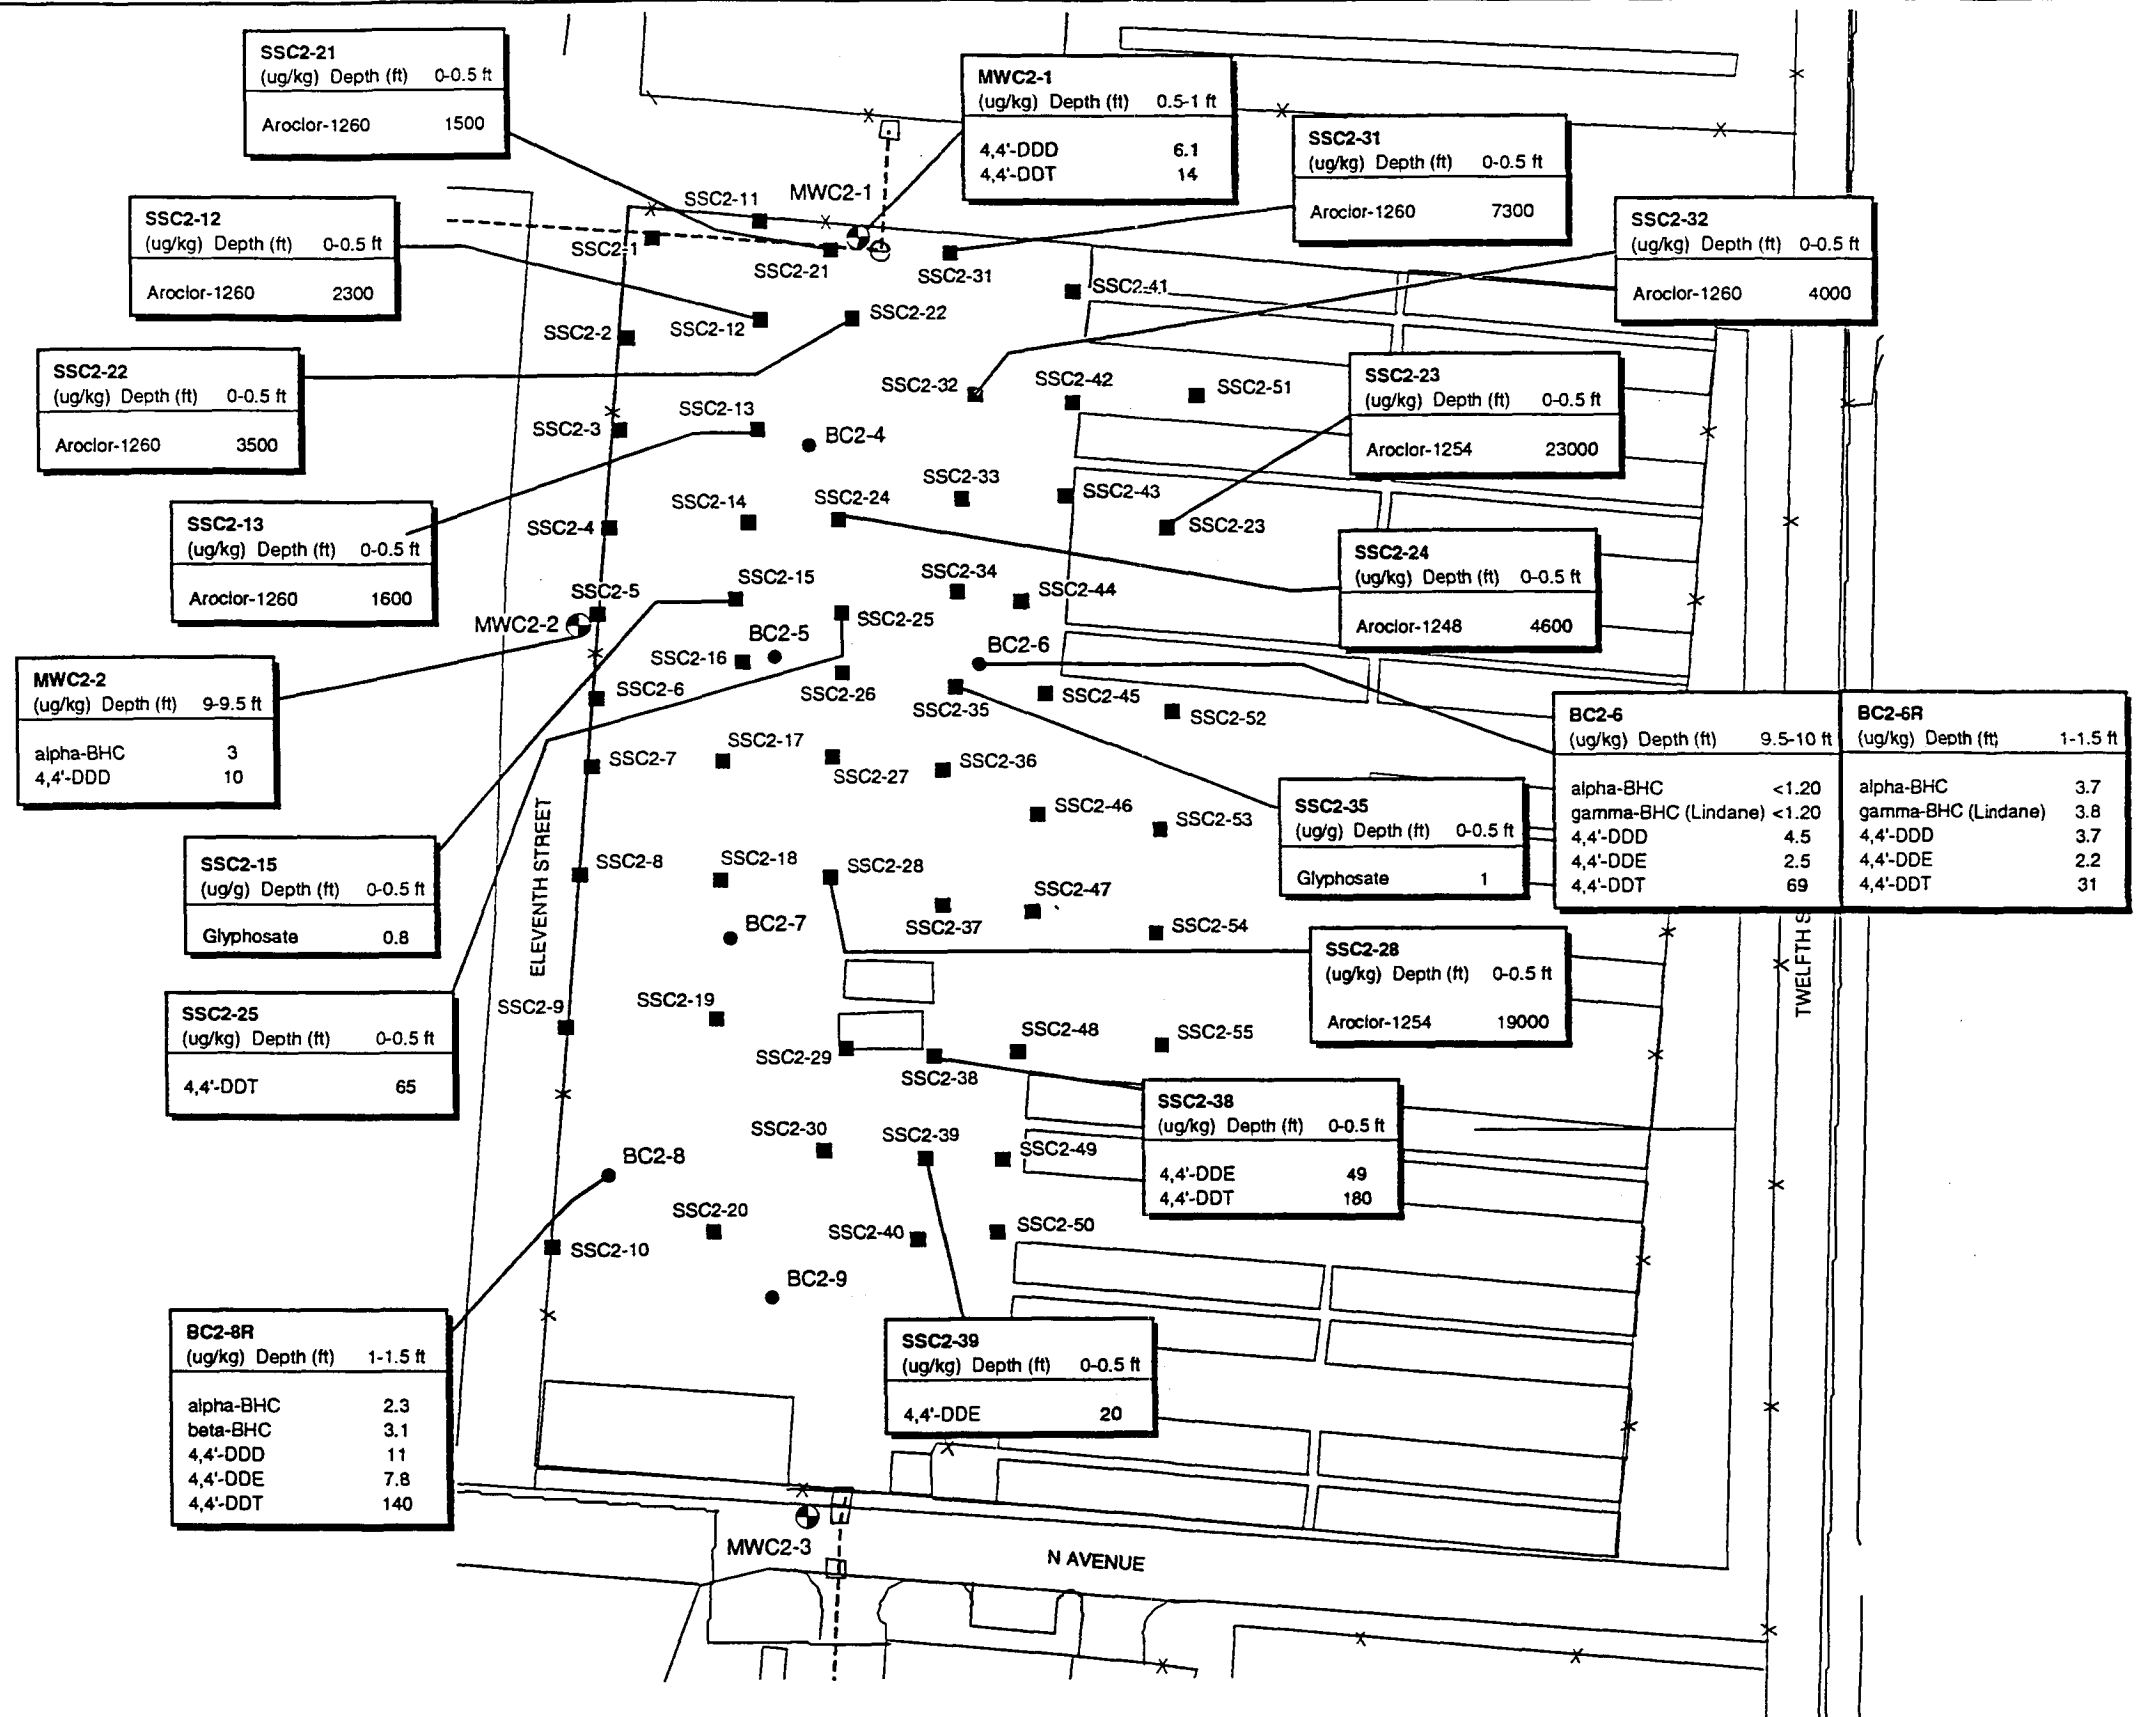 SSC2-21
(ug/kg) Depth (ft) 0-0.5 ft
Aroclor-1260 1500
MWC2-1
(ug/kg) Depth (ft) 0.5-1 ft
4,4'-DDD 6.1
4,4'-DDT 14
SSC2-31
(ug/kg) Depth (ft) 0-0.5 ft
Aroclor-1260 7300
SSC2-12
(ug/kg) Depth (ft) 0-0.5 ft
Aroclor-1260 2300
SSC2-32
(ug/kg) Depth (ft) 0-0.5 ft
Aroclor-1260 4000
SSC2-11
MWC2-1
SSC2-1
SSC2-21
SSC2-31
SSC2-41
SSC2-2
SSC2-12
SSC2-22
SSC2-22
(ug/kg) Depth (ft) 0-0.5 ft
Aroclor-1260 3500
SSC2-23
(ug/kg) Depth (ft) 0-0.5 ft
Aroclor-1254 23000
SSC2-32
SSC2-42
SSC2-51
SSC2-3
SSC2-13
BC2-4
SSC2-13
(ug/kg) Depth (ft) 0-0.5 ft
Aroclor-1260 1600
SSC2-33
SSC2-43
SSC2-4
SSC2-14
SSC2-24
SSC2-23
SSC2-24
(ug/kg) Depth (ft) 0-0.5 ft
Aroclor-1248 4600
SSC2-5
SSC2-15
SSC2-34
SSC2-44
MWC2-2
BC2-5
SSC2-25
BC2-6
SSC2-16
SSC2-26
SSC2-6
SSC2-35
SSC2-45
SSC2-52
MWC2-2
(ug/kg) Depth (ft) 9-9.5 ft
alpha-BHC 3
4,4'-DDD 10
BC2-6
(ug/kg) Depth (ft) 9.5-10 ft
alpha-BHC <1.20
gamma-BHC (Lindane) <1.20
4,4'-DDD 4.5
4,4'-DDE 2.5
4,4'-DDT 69
BC2-6R
(ug/kg) Depth (ft) 1-1.5 ft
alpha-BHC 3.7
gamma-BHC (Lindane) 3.8
4,4'-DDD 3.7
4,4'-DDE 2.2
4,4'-DDT 31
SSC2-7
SSC2-17
SSC2-27
SSC2-36
SSC2-46
SSC2-53
SSC2-35
(ug/g) Depth (ft) 0-0.5 ft
Glyphosate 1
SSC2-15
(ug/g) Depth (ft) 0-0.5 ft
Glyphosate 0.8
ELEVENTH STREET
SSC2-8
SSC2-18
SSC2-28
SSC2-37
SSC2-47
SSC2-54
BC2-7
SSC2-28
(ug/kg) Depth (ft) 0-0.5 ft
Aroclor-1254 19000
TWELFTH S
SSC2-25
(ug/kg) Depth (ft) 0-0.5 ft
4,4'-DDT 65
SSC2-9
SSC2-19
SSC2-29
SSC2-38
SSC2-48
SSC2-55
SSC2-38
(ug/kg) Depth (ft) 0-0.5 ft
4,4'-DDE 49
4,4'-DDT 180
SSC2-30
SSC2-39
SSC2-49
BC2-8
SSC2-20
SSC2-40
SSC2-50
SSC2-10
BC2-9
BC2-8R
(ug/kg) Depth (ft) 1-1.5 ft
alpha-BHC 2.3
beta-BHC 3.1
4,4'-DDD 11
4,4'-DDE 7.8
4,4'-DDT 140
SSC2-39
(ug/kg) Depth (ft) 0-0.5 ft
4,4'-DDE 20
MWC2-3
N AVENUE